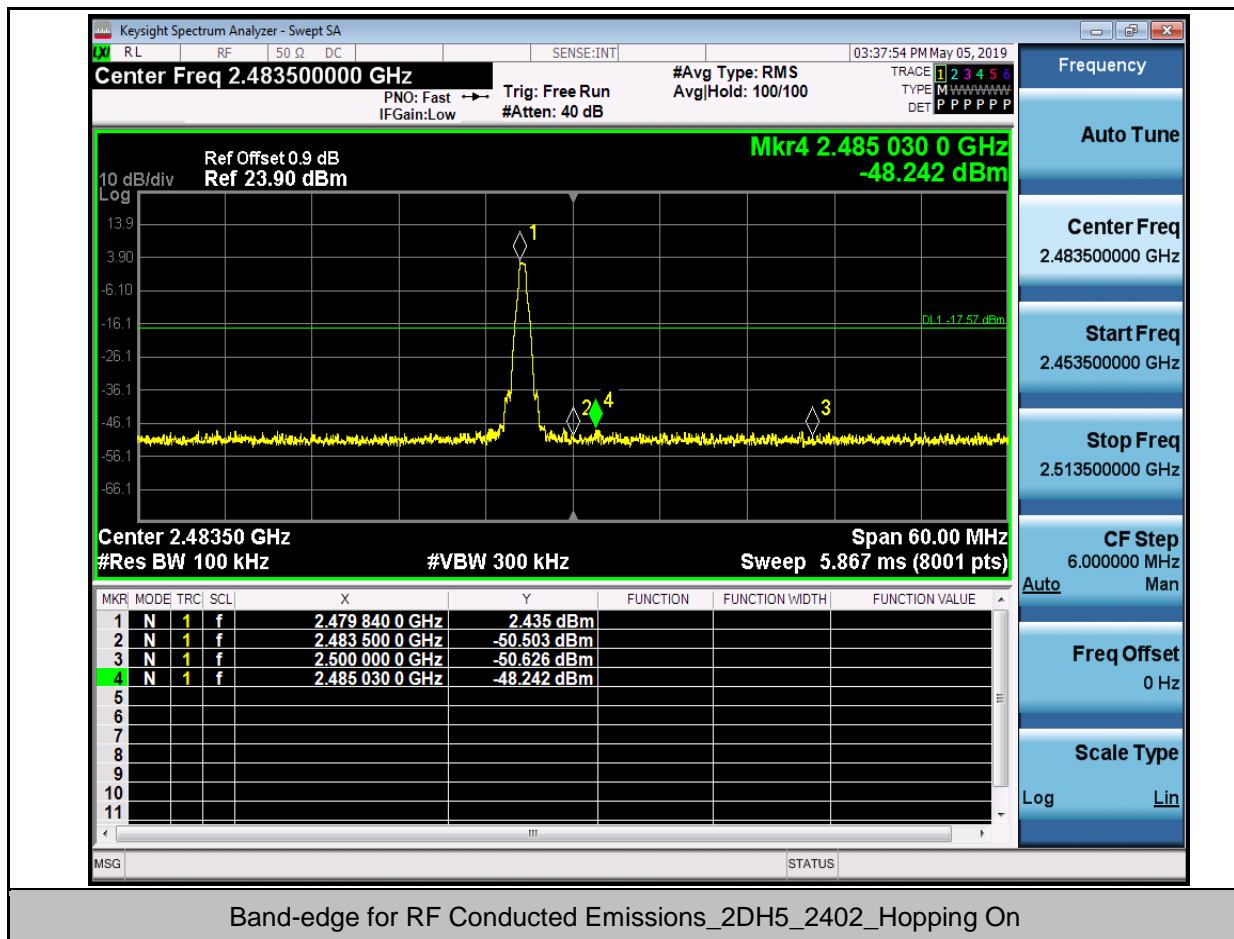 Keysight Spectrum Analyzer - Swept SA
LXI RL RF 50 Ω DC SENSE:INT 03:37:54 PM May 05, 2019
Center Freq 2.483500000 GHz
PNO: Fast
IFGain:Low
Trig: Free Run
#Atten: 40 dB
#Avg Type: RMS
Avg|Hold: 100/100
TRACE 1 2 3 4 5 6
TYPE M W W W W W
DET P P P P P P
Mkr4 2.485 030 0 GHz
-48.242 dBm
Ref Offset 0.9 dB
10 dB/div Ref 23.90 dBm
Log
13.9
3.90
-6.10
-16.1
-26.1
-36.1
-46.1
-56.1
-66.1
1
2
4
3
DL1 -17.57 dBm
Center 2.48350 GHz Span 60.00 MHz
#Res BW 100 kHz #VBW 300 kHz Sweep 5.867 ms (8001 pts)
MKR MODE TRC SCL X Y FUNCTION FUNCTION WIDTH FUNCTION VALUE
1 N 1 f 2.479 840 0 GHz 2.435 dBm
2 N 1 f 2.483 500 0 GHz -50.503 dBm
3 N 1 f 2.500 000 0 GHz -50.626 dBm
4 N 1 f 2.485 030 0 GHz -48.242 dBm
5
6
7
8
9
10
11
MSG STATUS
Frequency
Auto Tune
Center Freq
2.483500000 GHz
Start Freq
2.453500000 GHz
Stop Freq
2.513500000 GHz
CF Step
6.000000 MHz
Auto Man
Freq Offset
0 Hz
Scale Type
Log Lin
Band-edge for RF Conducted Emissions_2DH5_2402_Hopping On